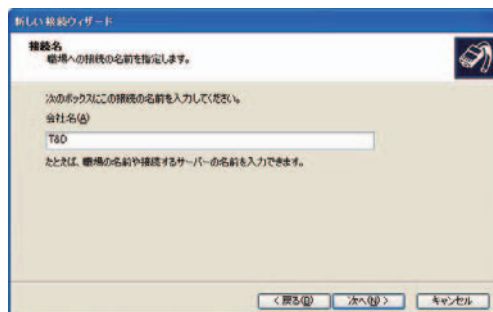 新しい接続ウィザード
接続名
職場への接続の名前を指定します。
次のボックスにこの接続の名前を入力してください。
会社名(A)
T&D
たとえば、職場の名前や接続するサーバーの名前を入力できます。
< 戻る(B) 次へ(N) > キャンセル